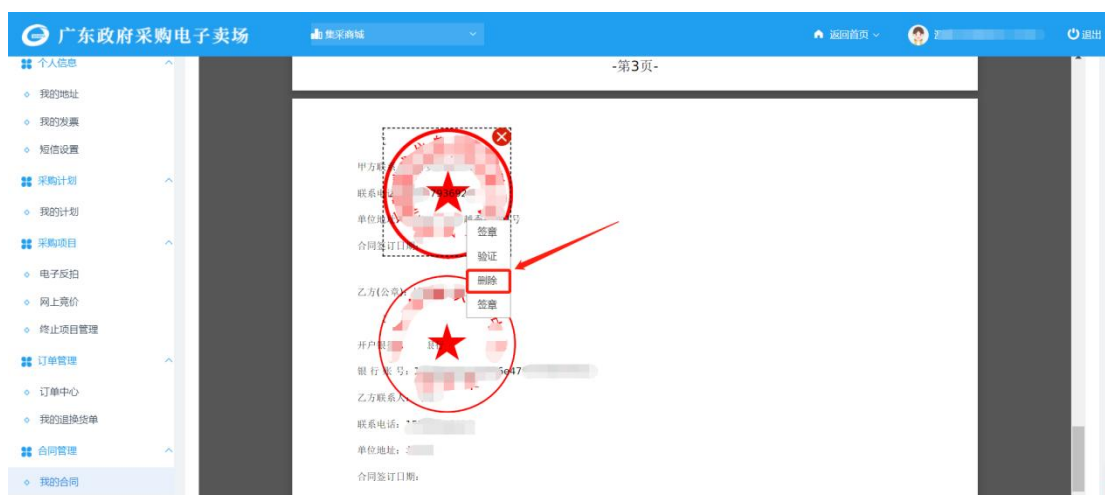 广东政府采购电子卖场
集采商城
返回首页
退出
个人信息
我的地址
我的发票
短信设置
采购计划
我的计划
采购项目
电子反拍
网上竞价
终止项目管理
订单管理
订单中心
我的退换货单
合同管理
我的合同
-第3页-
甲方联
联系电
793692
单位地
号
合同签订日期:
签章
验证
删除
签章
乙方(公章)
开户银
银行账号:
5e47
乙方联系人:
联系电话: 15
单位地址:
合同签订日期: